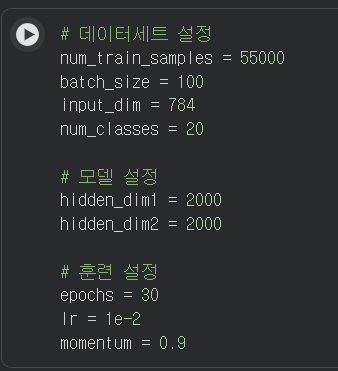 # 데이터세트 설정
num_train_samples = 55000
batch_size = 100
input_dim = 784
num_classes = 20
# 모델 설정
hidden_dim1 = 2000
hidden_dim2 = 2000
# 훈련 설정
epochs = 30
lr = 1e-2
momentum = 0.9